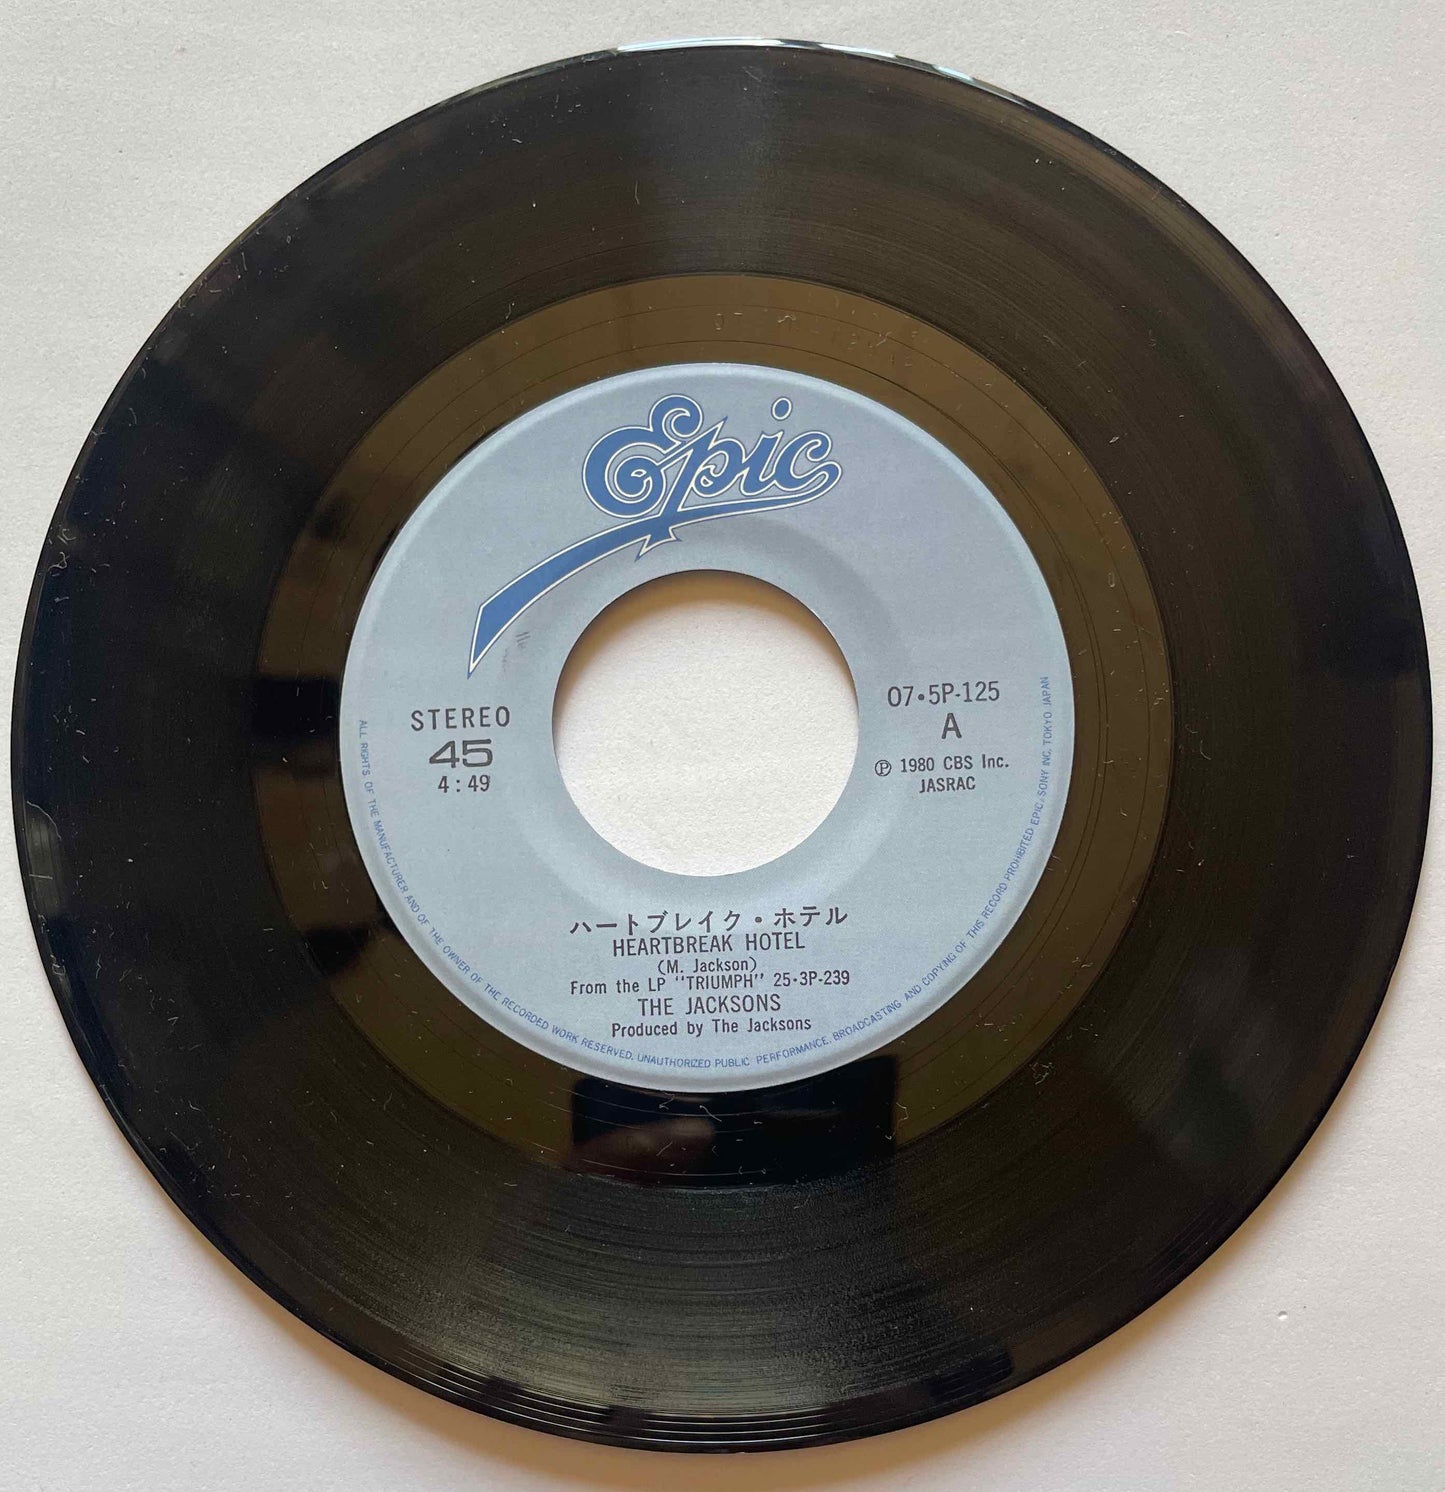 Epic
STEREO
45
4:49
07•5P-125
A
Ⓟ 1980 CBS Inc.
JASRAC
ハートブレイク・ホテル
HEARTBREAK HOTEL
(M. Jackson)
From the LP "TRIUMPH" 25•3P-239
THE JACKSONS
Produced by The Jacksons
ALL RIGHTS OF THE MANUFACTURER AND OF THE OWNER OF THE RECORDED WORK RESERVED. UNAUTHORIZED PUBLIC PERFORMANCE, BROADCASTING AND COPYING OF THIS RECORD PROHIBITED EPIC/SONY INC. TOKYO JAPAN